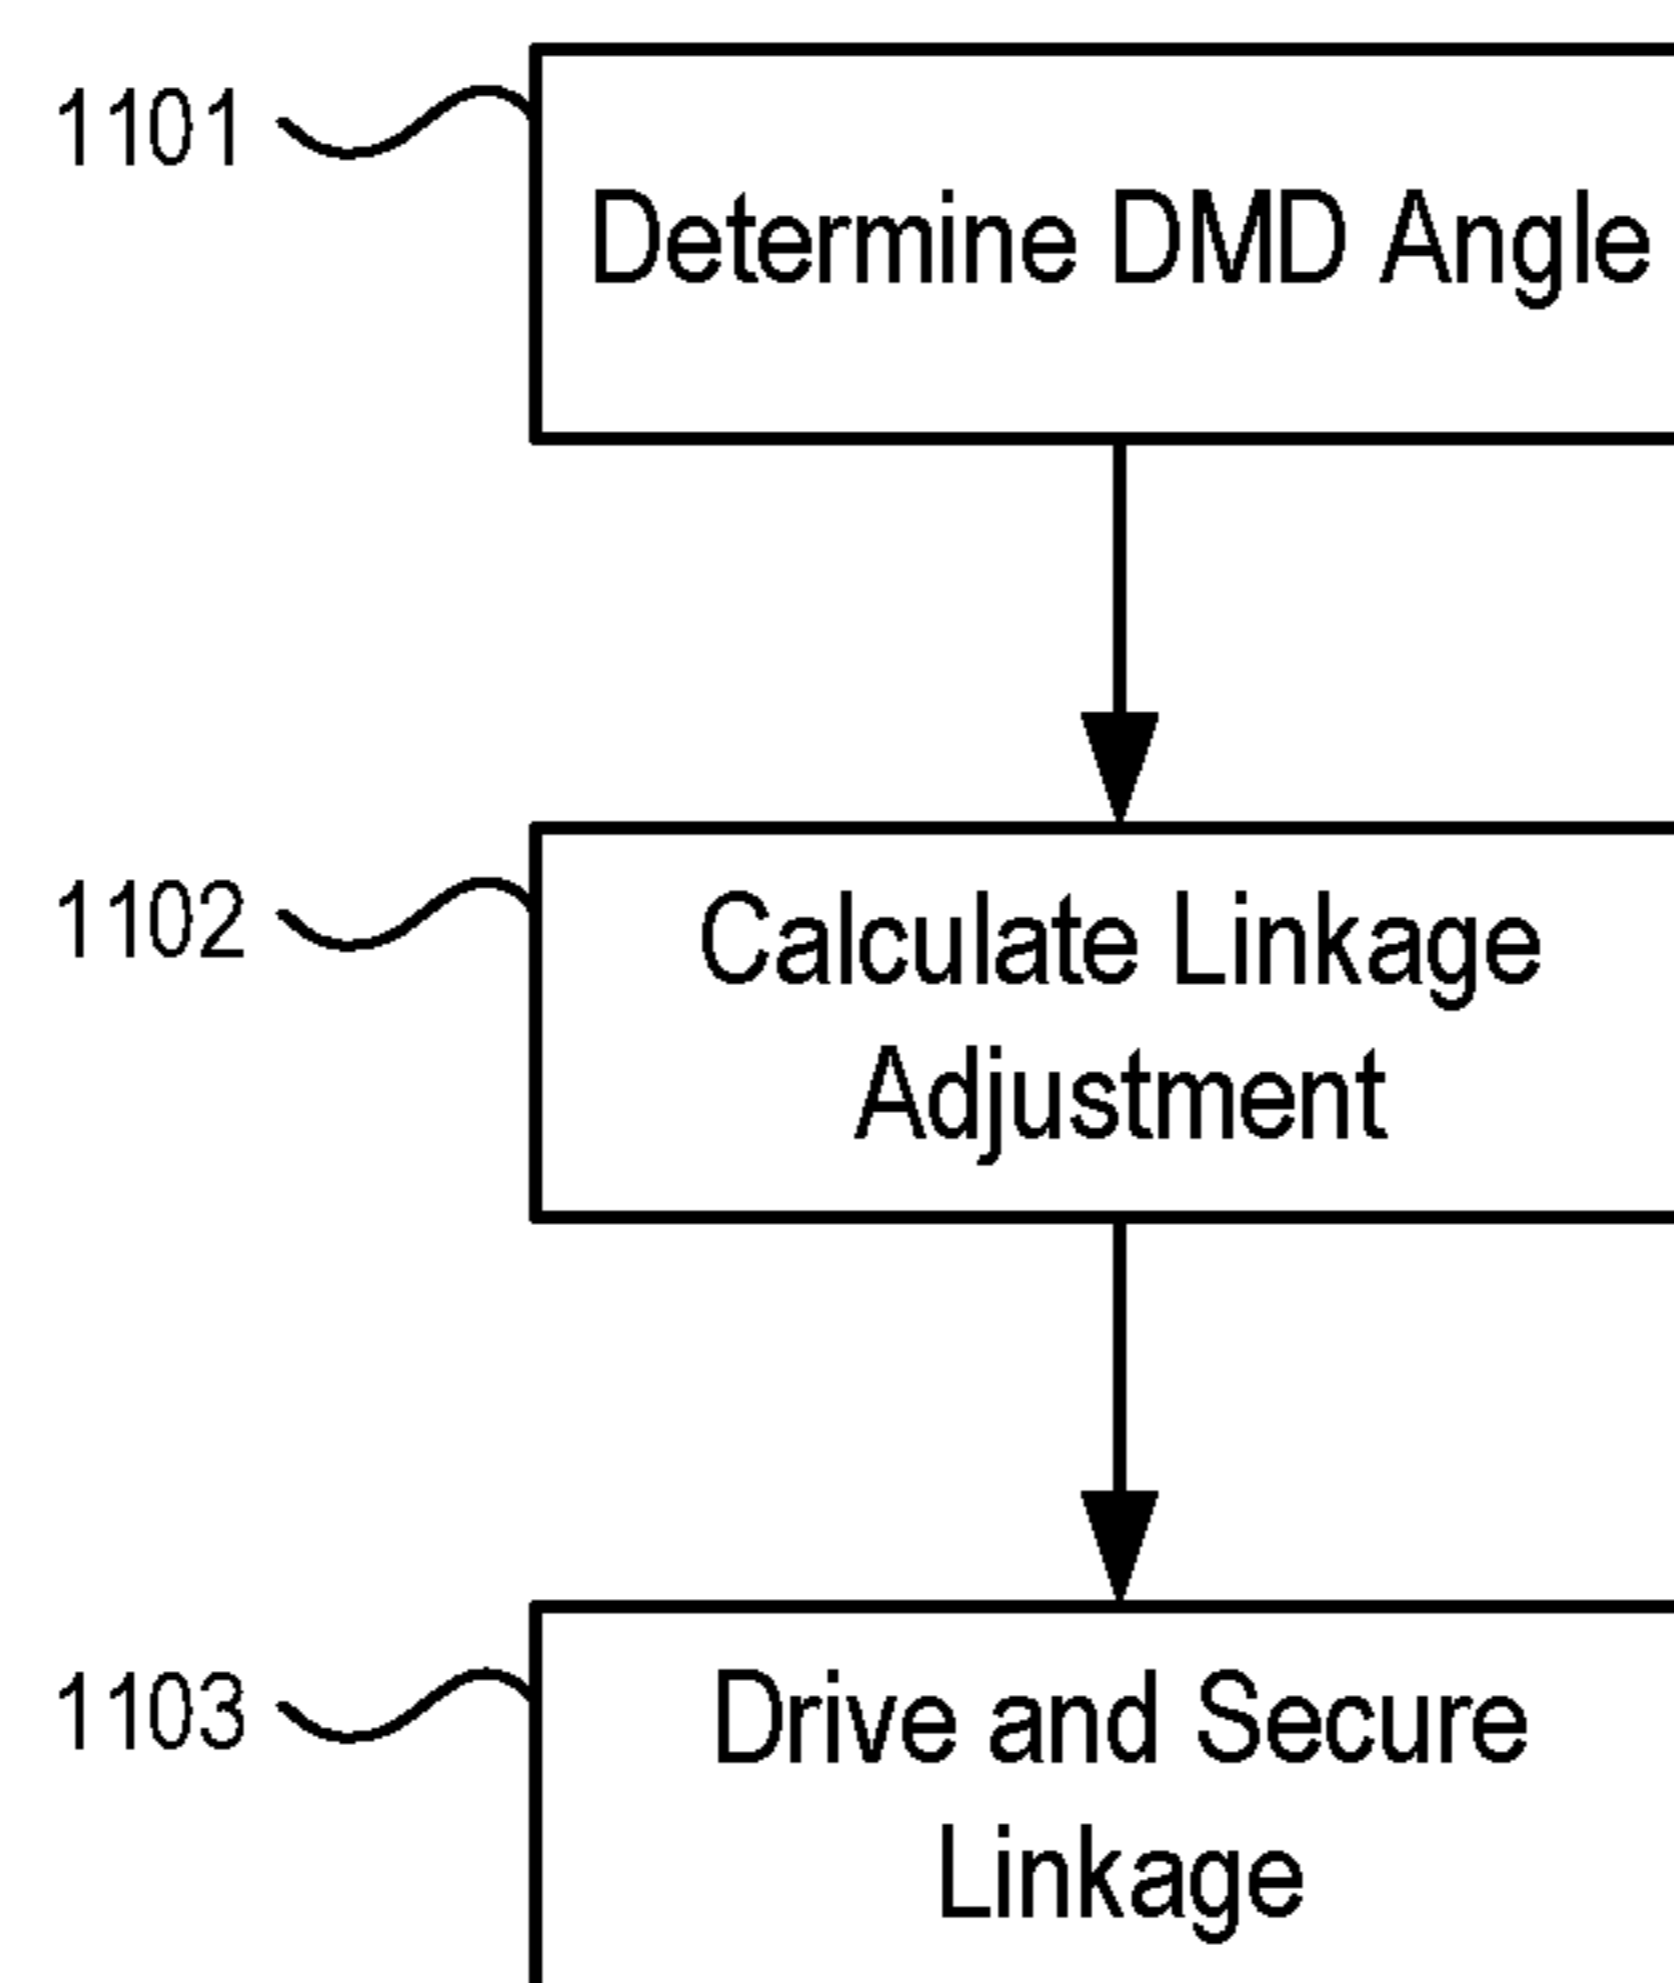 1101
Determine DMD Angle
1102
Calculate Linkage
Adjustment
1103
Drive and Secure
Linkage